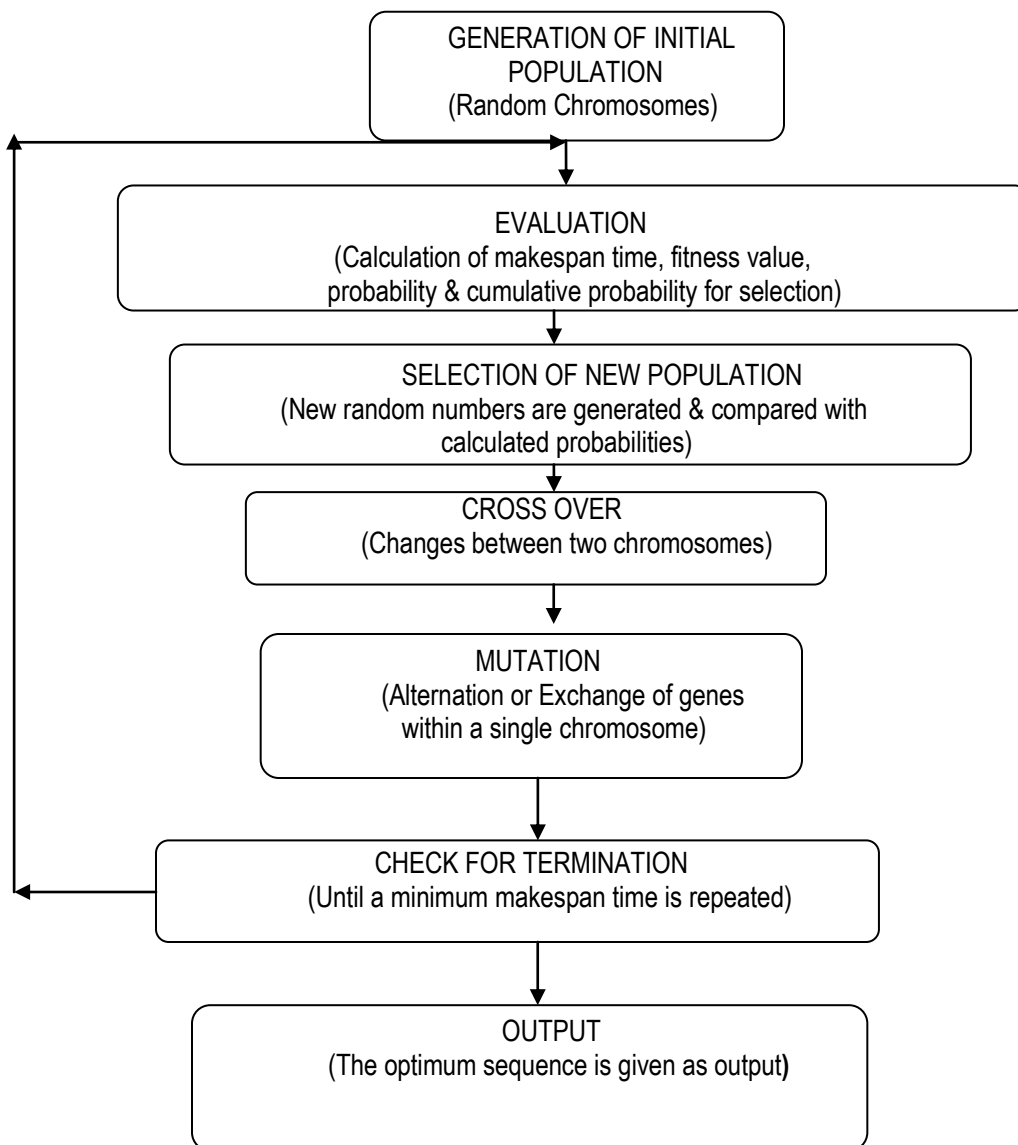 GENERATION OF INITIAL
POPULATION
(Random Chromosomes)
EVALUATION
(Calculation of makespan time, fitness value,
probability & cumulative probability for selection)
SELECTION OF NEW POPULATION
(New random numbers are generated & compared with
calculated probabilities)
CROSS OVER
(Changes between two chromosomes)
MUTATION
(Alternation or Exchange of genes
within a single chromosome)
CHECK FOR TERMINATION
(Until a minimum makespan time is repeated)
OUTPUT
(The optimum sequence is given as output)